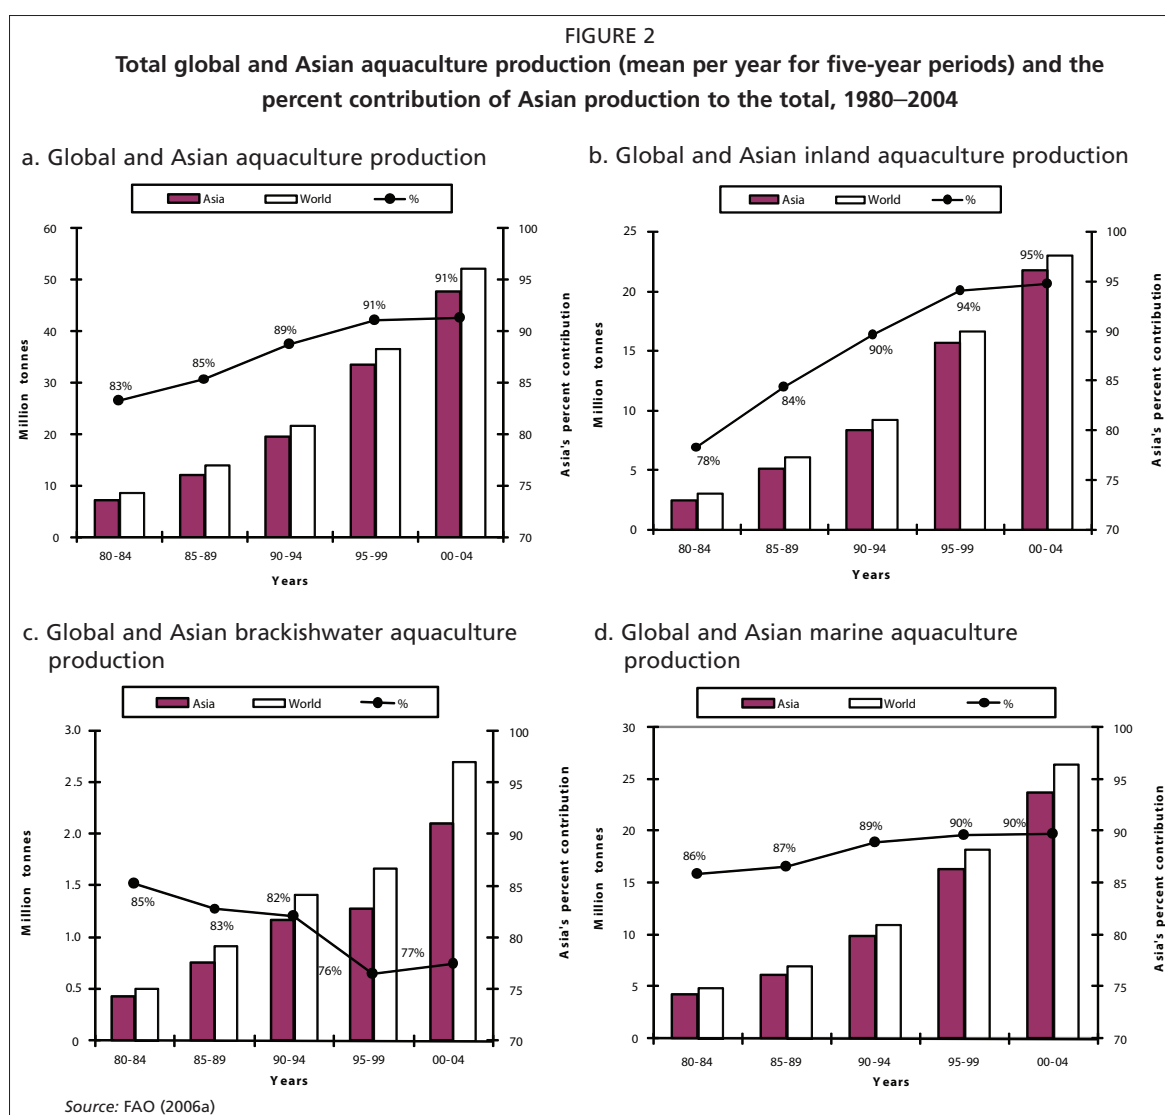 FIGURE 2
Total global and Asian aquaculture production (mean per year for five-year periods) and the
percent contribution of Asian production to the total, 1980–2004
a. Global and Asian aquaculture production
Asia World %
Million tonnes
60
50
40
30
20
10
0
83%
85%
89%
91%
91%
100
95
90
85
80
75
70
Asia's percent contribution
80-84 85-89 90-94 95-99 00-04
Years
b. Global and Asian inland aquaculture production
Asia World %
Million tonnes
25
20
15
10
5
0
78%
84%
90%
94%
95%
100
95
90
85
80
75
70
Asia's percent contribution
80-84 85-89 90-94 95-99 00-04
Years
c. Global and Asian brackishwater aquaculture
production
Asia World %
Million tonnes
3.0
2.5
2.0
1.5
1.0
0.5
0
85%
83%
82%
76%
77%
100
95
90
85
80
75
70
Asia's percent contribution
80-84 85-89 90-94 95-99 00-04
Years
d. Global and Asian marine aquaculture
production
Asia World %
Million tonnes
30
25
20
15
10
5
0
86%
87%
89%
90%
90%
100
95
90
85
80
75
70
Asia's percent contribution
80-84 85-89 90-94 95-99 00-04
Years
Source: FAO (2006a)